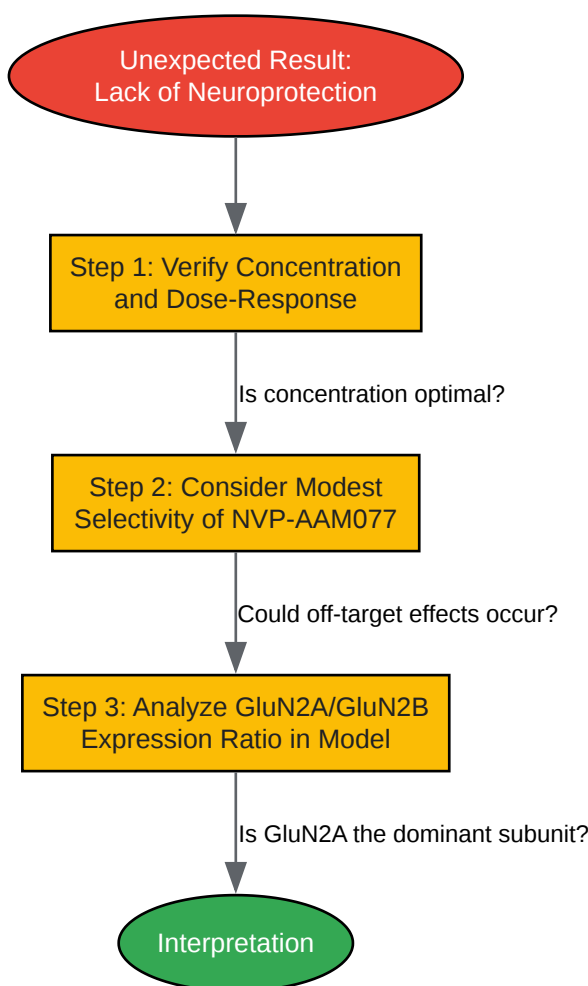 Unexpected Result:
Lack of Neuroprotection
Step 1: Verify Concentration
and Dose-Response
Is concentration optimal?
Step 2: Consider Modest
Selectivity of NVP-AAM077
Could off-target effects occur?
Step 3: Analyze GluN2A/GluN2B
Expression Ratio in Model
Is GluN2A the dominant subunit?
Interpretation